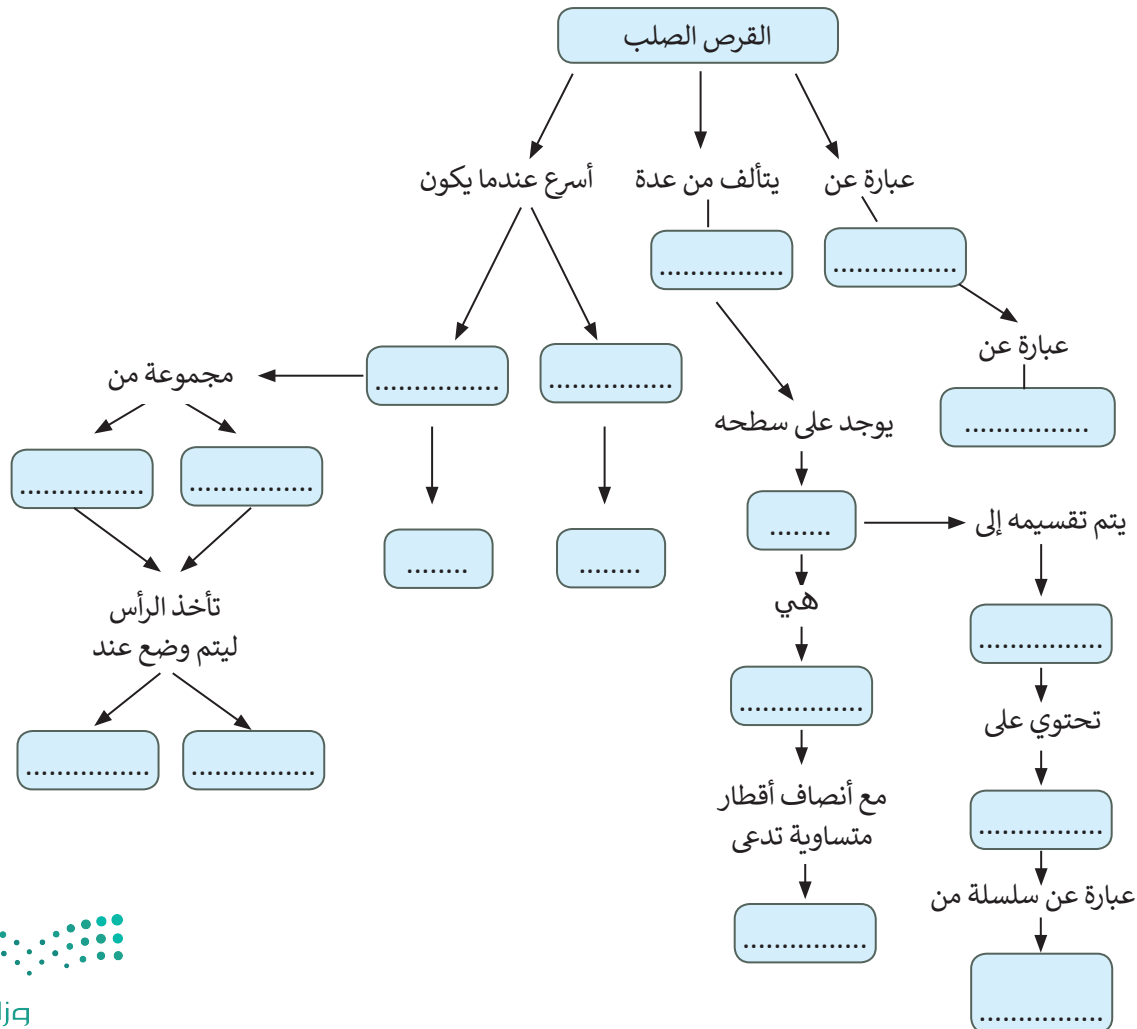 القرص الصلب
عبارة عن
يتألف من عدة
أسرع عندما يكون
................
................
عبارة عن
................
................
................
مجموعة من
................
................
يوجد على سطحه
........
يتم تقسيمه إلى
........
........
هي
................
................
تحتوي على
................
مع أنصاف أقطار
متساوية تدعى
................
عبارة عن سلسلة من
................
تأخذ الرأس
ليتم وضع عند
................
................